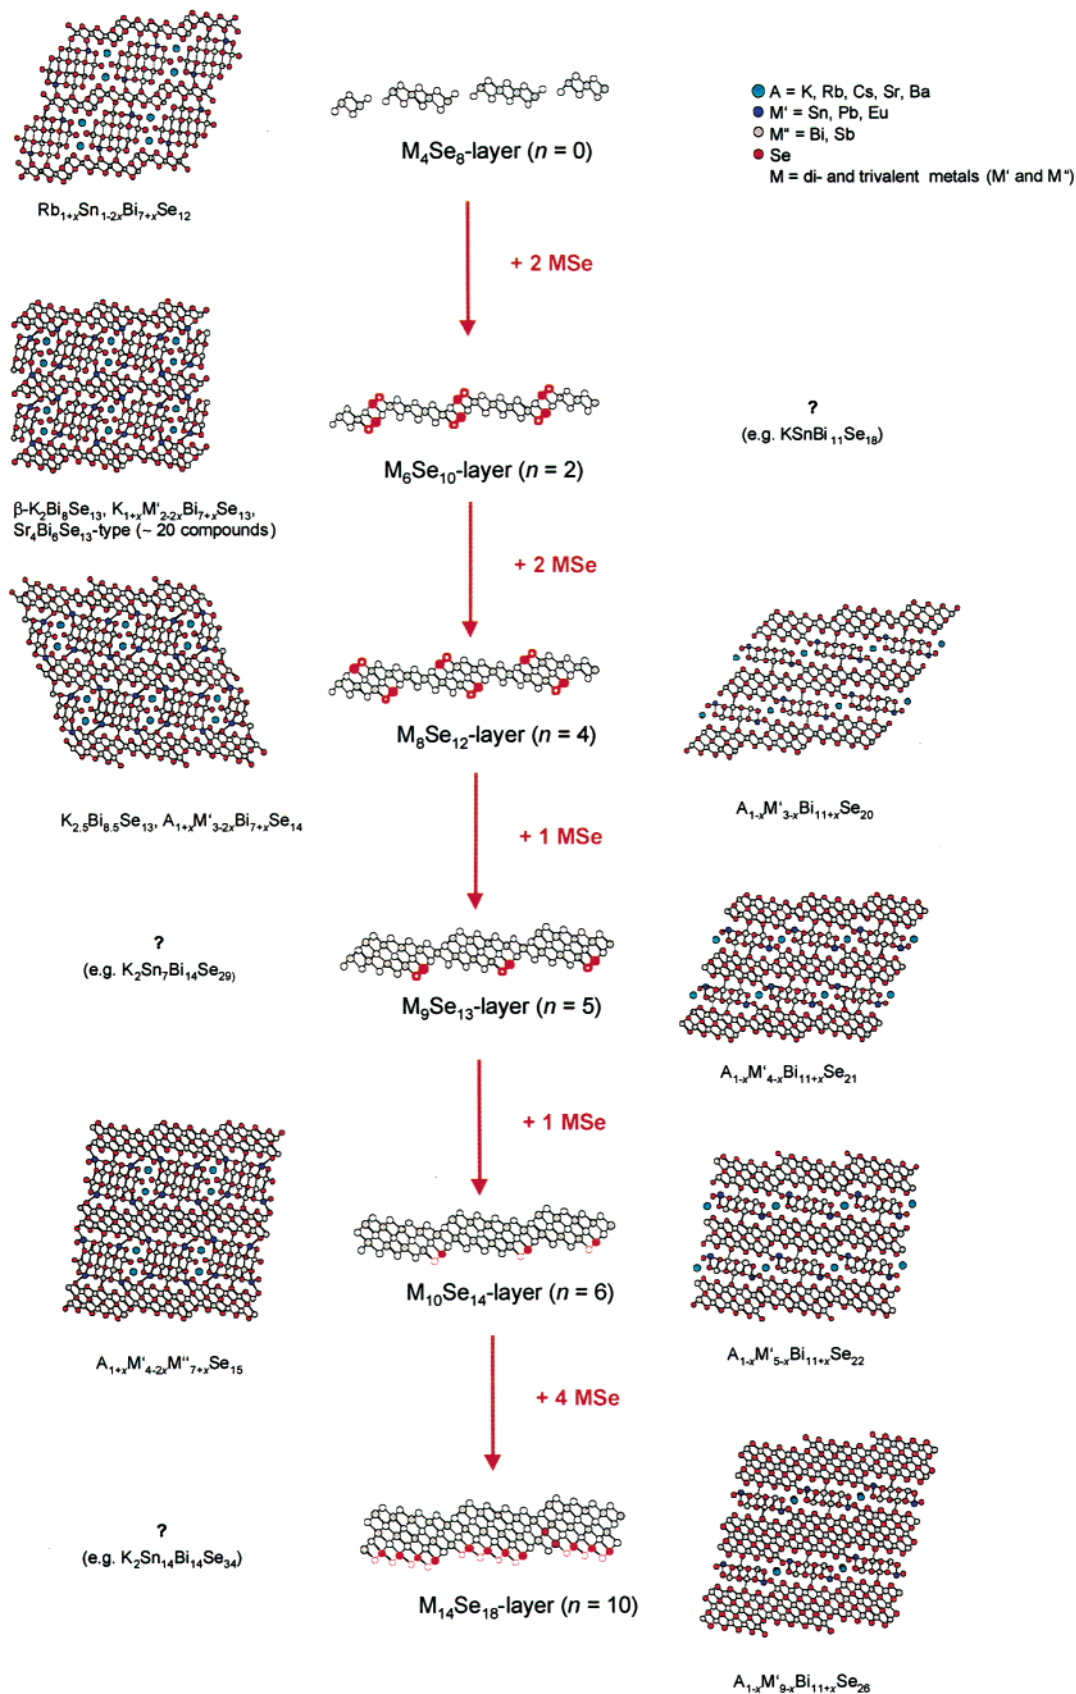 A = K, Rb, Cs, Sr, Ba
M' = Sn, Pb, Eu
M" = Bi, Sb
Se
M = di- and trivalent metals (M' and M")
M₄Se₈-layer (n = 0)
Rb₁₊ₓSn₁₋₂ₓBi₇₊ₓSe₁₂
+ 2 MSe
?
(e.g. KSnBi₁₁Se₁₈)
M₆Se₁₀-layer (n = 2)
β-K₂Bi₈Se₁₃, K₁₊ₓM'₂₋₂ₓBi₇₊ₓSe₁₃,
Sr₄Bi₆Se₁₃-type (~ 20 compounds)
+ 2 MSe
M₈Se₁₂-layer (n = 4)
K₂.₅Bi₈.₅Se₁₃, A₁₊ₓM'₃₋₂ₓBi₇₊ₓSe₁₄
A₁₋ₓM'₃₋ₓBi₁₁₊ₓSe₂₀
+ 1 MSe
?
(e.g. K₂Sn₇Bi₁₄Se₂₉)
M₉Se₁₃-layer (n = 5)
A₁₋ₓM'₄₋ₓBi₁₁₊ₓSe₂₁
+ 1 MSe
M₁₀Se₁₄-layer (n = 6)
A₁₊ₓM'₄₋₂ₓM"₇₊ₓSe₁₅
A₁₋ₓM'₅₋ₓBi₁₁₊ₓSe₂₂
+ 4 MSe
?
(e.g. K₂Sn₁₄Bi₁₄Se₃₄)
M₁₄Se₁₈-layer (n = 10)
A₁₋ₓM'₉₋ₓBi₁₁₊ₓSe₂₆